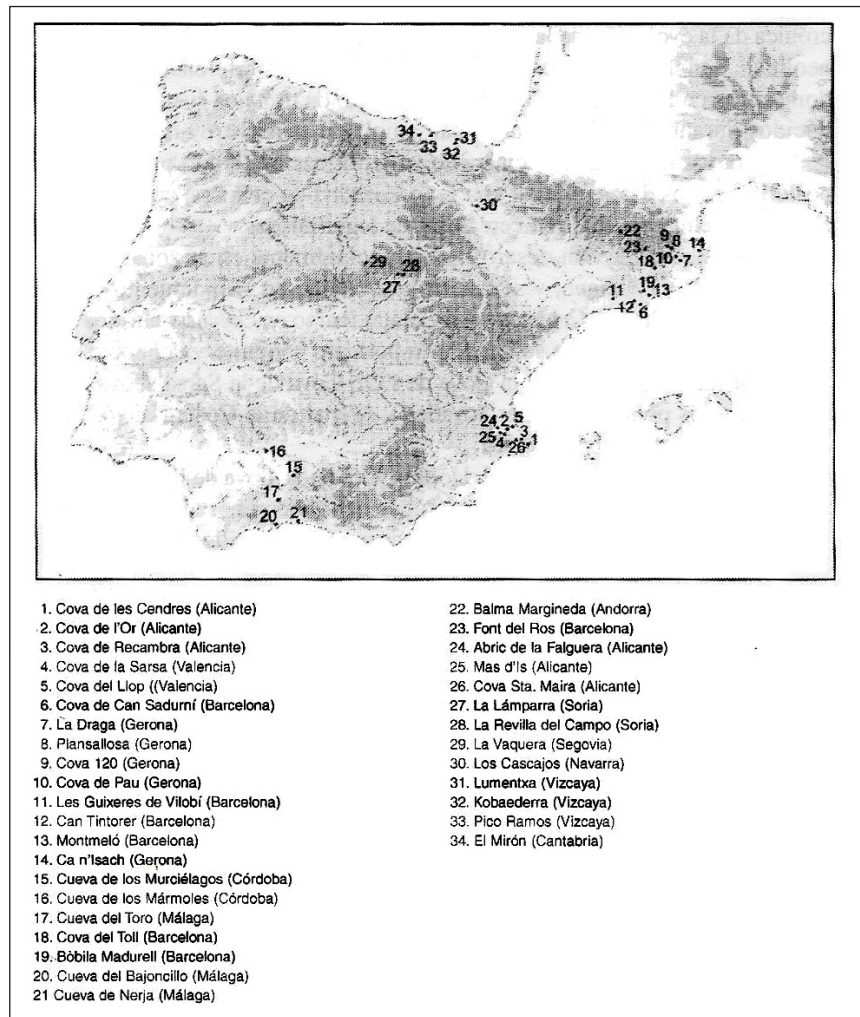 34
31
33
32
30
22
9
8
14
23
18
10
7
29
28
27
19
13
11
12
6
24
2
5
25
4
3
26
1
16
15
17
20
21
1. Cova de les Cendres (Alicante)
2. Cova de l'Or (Alicante)
3. Cova de Recambra (Alicante)
4. Cova de la Sarsa (Valencia)
5. Cova del Llop ((Valencia)
6. Cova de Can Sadurní (Barcelona)
7. La Draga (Gerona)
8. Plansallosa (Gerona)
9. Cova 120 (Gerona)
10. Cova de Pau (Gerona)
11. Les Guixeres de Vilobí (Barcelona)
12. Can Tintorer (Barcelona)
13. Montmeló (Barcelona)
14. Ca n'Isach (Gerona)
15. Cueva de los Murciélagos (Córdoba)
16. Cueva de los Mármoles (Córdoba)
17. Cueva del Toro (Málaga)
18. Cova del Toll (Barcelona)
19. Bòbila Madurell (Barcelona)
20. Cueva del Bajoncillo (Málaga)
21 Cueva de Nerja (Málaga)
22. Balma Margineda (Andorra)
23. Font del Ros (Barcelona)
24. Abric de la Falguera (Alicante)
25. Mas d'Is (Alicante)
26. Cova Sta. Maira (Alicante)
27. La Lámparra (Soria)
28. La Revilla del Campo (Soria)
29. La Vaquera (Segovia)
30. Los Cascajos (Navarra)
31. Lumentxa (Vizcaya)
32. Kobaederra (Vizcaya)
33. Pico Ramos (Vizcaya)
34. El Mirón (Cantabria)